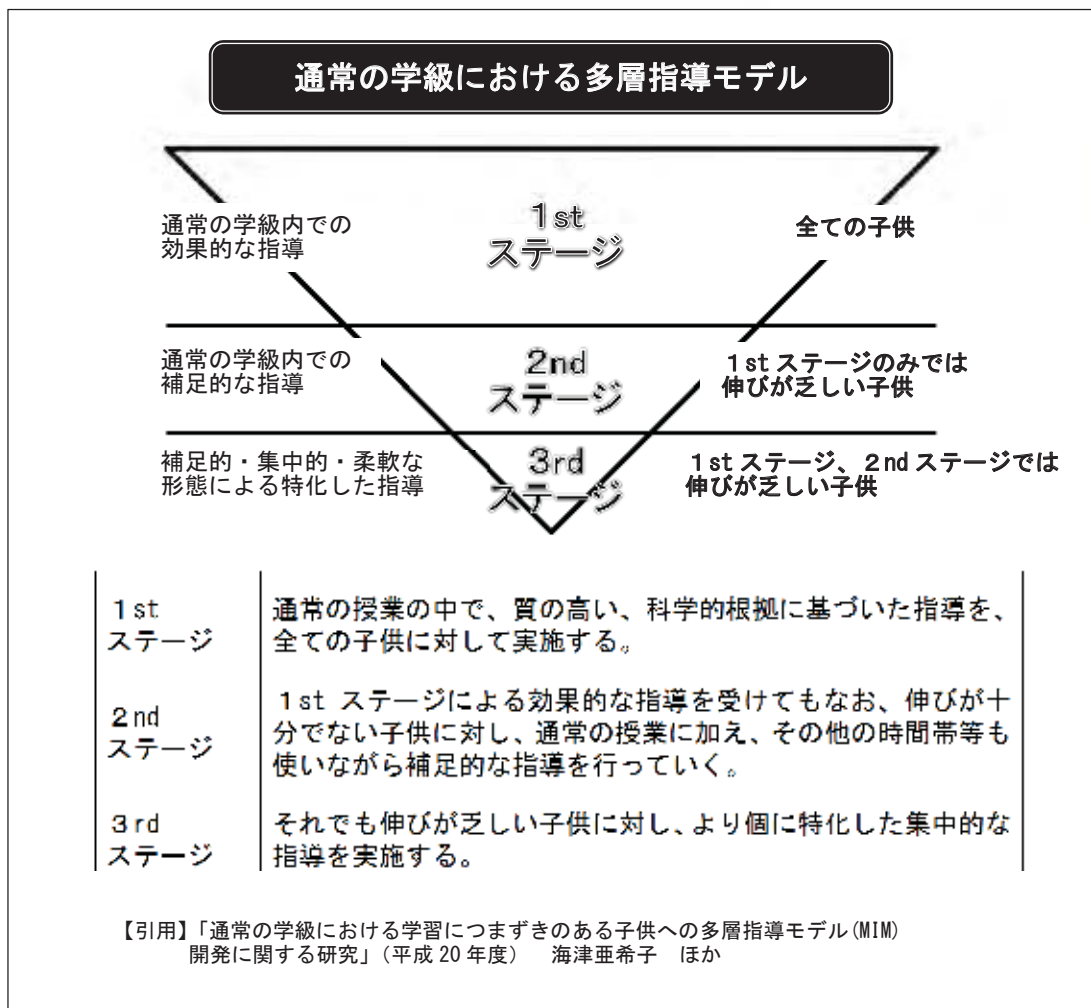 通常の学級における多層指導モデル
通常の学級内での
効果的な指導
1st
ステージ
全ての子供
通常の学級内での
補足的な指導
2nd
ステージ
1st ステージのみでは
伸びが乏しい子供
補足的・集中的・柔軟な
形態による特化した指導
3rd
ステージ
1st ステージ、2nd ステージでは
伸びが乏しい子供
1st
ステージ
通常の授業の中で、質の高い、科学的根拠に基づいた指導を、
全ての子供に対して実施する。
2nd
ステージ
1st ステージによる効果的な指導を受けてもなお、伸びが十
分でない子供に対し、通常の授業に加え、その他の時間帯等も
使いながら補足的な指導を行っていく。
3rd
ステージ
それでも伸びが乏しい子供に対し、より個に特化した集中的な
指導を実施する。
【引用】「通常の学級における学習につまずきのある子供への多層指導モデル(MIM)
開発に関する研究」(平成20年度) 海津亜希子 ほか